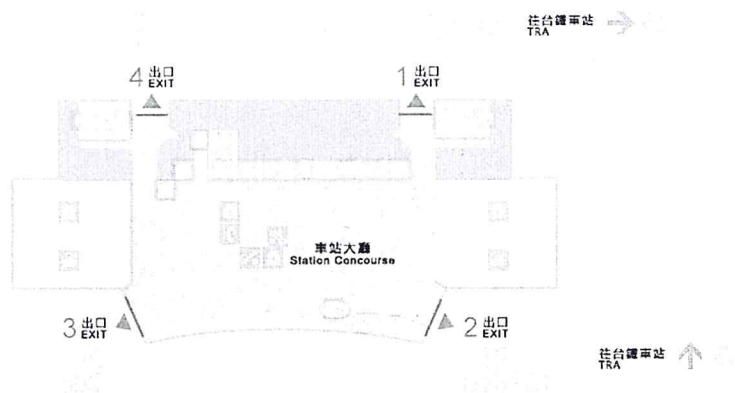 往台鐵車站
TRA
4 出口
EXIT
1 出口
EXIT
車站大廳
Station Concourse
3 出口
EXIT
2 出口
EXIT
往台鐵車站
TRA